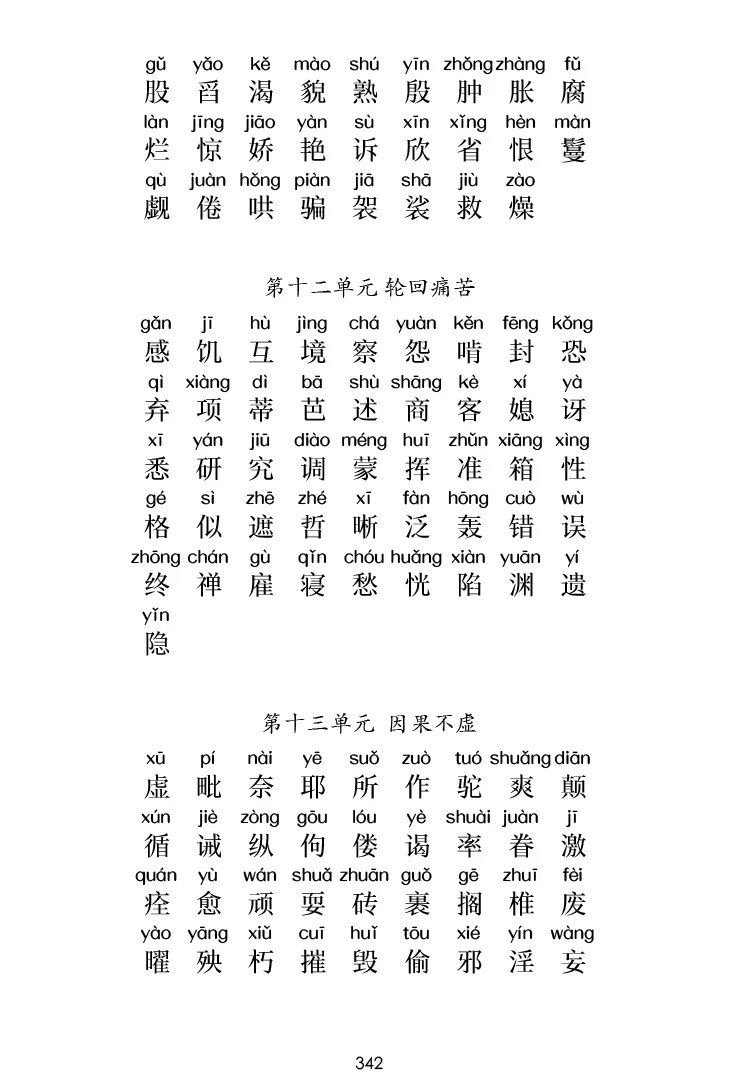 gǔ yǎo kě mào shú yīn zhǒng zhàng fǔ
股 舀 渴 貌 熟 殷 肿 胀 腐
làn jīng jiāo yàn sù xīn xǐng hèn màn
烂 惊 娇 艳 诉 欣 省 恨 鬘
qù juàn hǒng piàn jiā shā jiù zào
觑 倦 哄 骗 袈 裟 救 燥
第十二单元 轮回痛苦
gǎn jī hù jìng chá yuàn kěn fēng kǒng
感 饥 互 境 察 怨 啃 封 恐
qì xiàng dì bā shù shāng kè xí yà
弃 项 蒂 芭 述 商 客 媳 讶
xī yán jiū diào méng huī zhǔn xiāng xìng
悉 研 究 调 蒙 挥 准 箱 性
gé sì zhē zhé xī fàn hōng cuò wù
格 似 遮 哲 晰 泛 轰 错 误
zhōng chán gù qǐn chóu huǎng xiàn yuān yí
终 禅 雇 寝 愁 恍 陷 渊 遗
yǐn
隐
第十三单元 因果不虚
xū pí nài yē suǒ zuò tuó shuǎng diān
虚 毗 奈 耶 所 作 驼 爽 颠
xún jiè zòng gōu lóu yè shuài juàn jī
循 诫 纵 佝 偻 谒 率 眷 激
quán yù wán shuǎ zhuān guǒ gē zhuī fèi
痊 愈 顽 耍 砖 裹 搁 椎 废
yào yāng xiǔ cuī huǐ tōu xié yín wàng
曜 殃 朽 摧 毁 偷 邪 淫 妄
342